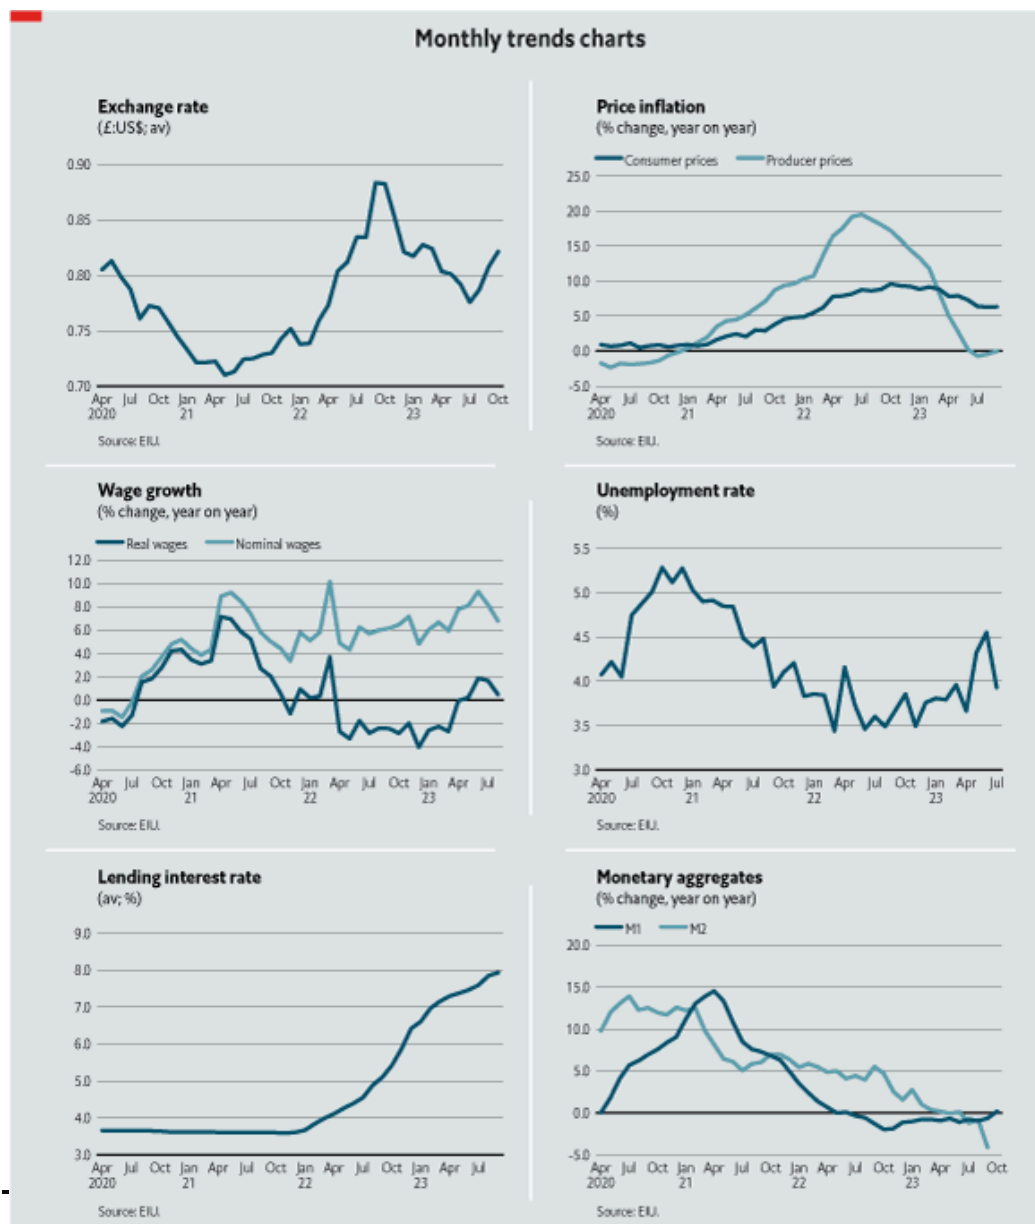 Monthly trends charts
Exchange rate
(£:US$; av)
0.90
0.85
0.80
0.75
0.70
Apr Jul Oct Jan Apr Jul Oct Jan Apr Jul Oct Jan Apr Jul Oct
2020 21 22 23
Source: EIU.
Price inflation
(% change, year on year)
Consumer prices Producer prices
25.0
20.0
15.0
10.0
5.0
0.0
-5.0
Apr Jul Oct Jan Apr Jul Oct Jan Apr Jul Oct Jan Apr Jul
2020 21 22 23
Source: EIU.
Wage growth
(% change, year on year)
Real wages Nominal wages
12.0
10.0
8.0
6.0
4.0
2.0
0.0
-2.0
-4.0
-6.0
Apr Jul Oct Jan Apr Jul Oct Jan Apr Jul Oct Jan Apr Jul
2020 21 22 23
Source: EIU.
Unemployment rate
(%)
5.5
5.0
4.5
4.0
3.5
3.0
Apr Jul Oct Jan Apr Jul Oct Jan Apr Jul Oct Jan Apr Jul
2020 21 22 23
Source: EIU.
Lending interest rate
(av; %)
9.0
8.0
7.0
6.0
5.0
4.0
3.0
Apr Jul Oct Jan Apr Jul Oct Jan Apr Jul Oct Jan Apr Jul
2020 21 22 23
Source: EIU.
Monetary aggregates
(% change, year on year)
M1 M2
20.0
15.0
10.0
5.0
0.0
-5.0
Apr Jul Oct Jan Apr Jul Oct Jan Apr Jul Oct Jan Apr Jul Oct
2020 21 22 23
Source: EIU.